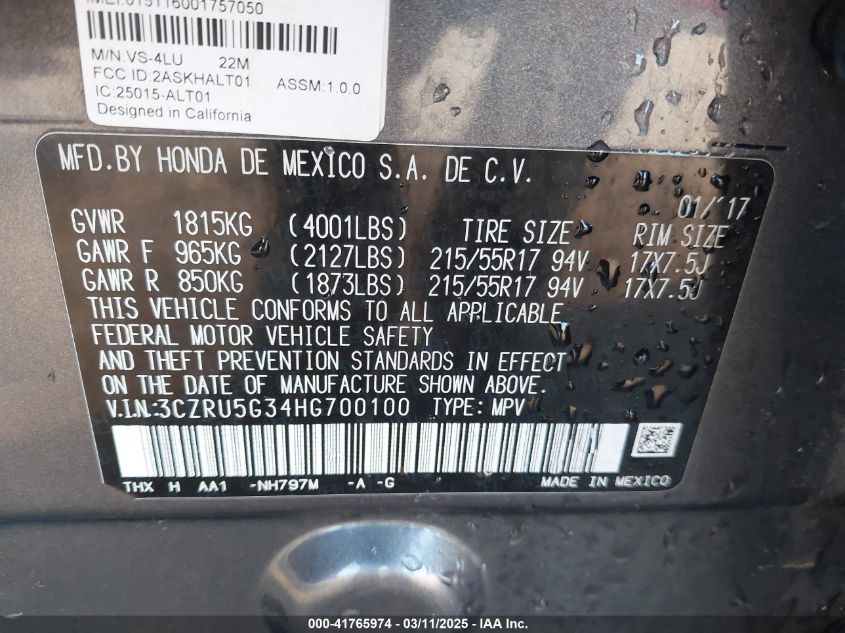 IMEI:015116001757050
M/N:VS-4LU 22M
FCC ID:2ASKHALT01 ASSM:1.0.0
IC:25015-ALT01
Designed in California
MFD.BY HONDA DE MEXICO S.A. DE C.V.
01/'17
GVWR 1815KG (4001LBS) TIRE SIZE RIM SIZE
GAWR F 965KG (2127LBS) 215/55R17 94V 17X7.5J
GAWR R 850KG (1873LBS) 215/55R17 94V 17X7.5J
THIS VEHICLE CONFORMS TO ALL APPLICABLE
FEDERAL MOTOR VEHICLE SAFETY
AND THEFT PREVENTION STANDARDS IN EFFECT
ON THE DATE OF MANUFACTURE SHOWN ABOVE.
V.I.N:3CZRU5G34HG700100 TYPE: MPV
THX H AA1 -NH797M -A -G MADE IN MEXICO
000-41765974 - 03/11/2025 - IAA Inc.